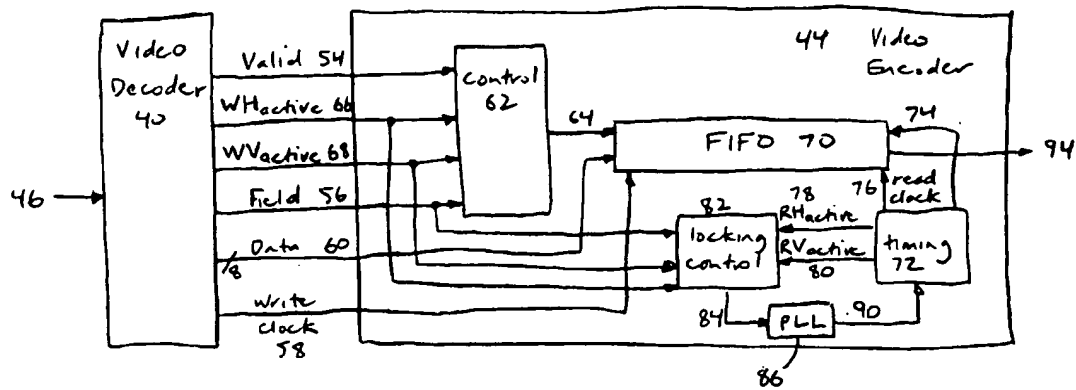 Video
Decoder
40
46
Valid 54
WHactive 66
WVactive 68
Field 56
Data 60
/8
write
clock
58
control
62
64
44 Video
Encoder
FIFO 70
74
94
76 read
clock
78
RHactive
RVactive
80
82
locking
control
timing
72
84
PLL
90
86